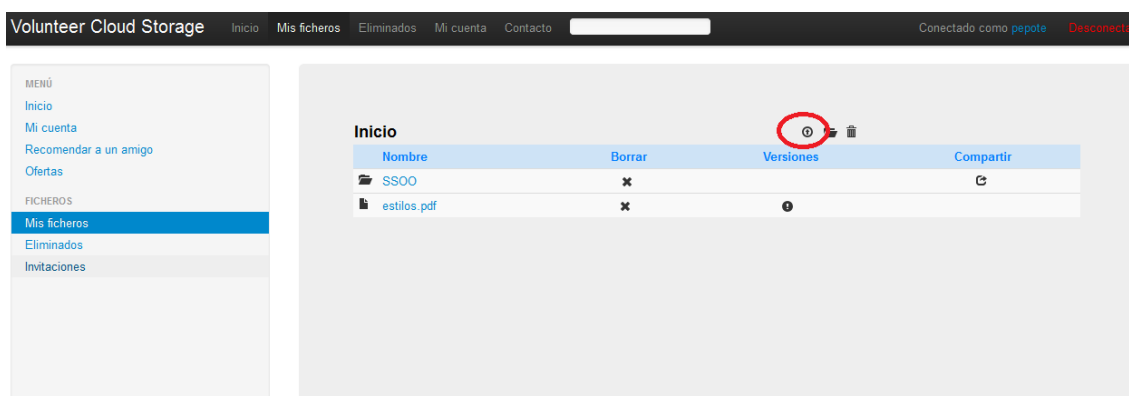 Volunteer Cloud Storage Inicio Mis ficheros Eliminados Mi cuenta Contacto Conectado como pepote Desconecta
MENÚ
Inicio
Mi cuenta
Recomendar a un amigo
Ofertas
FICHEROS
Mis ficheros
Eliminados
Invitaciones
Inicio
Nombre Borrar Versiones Compartir
SSOO
estilos.pdf